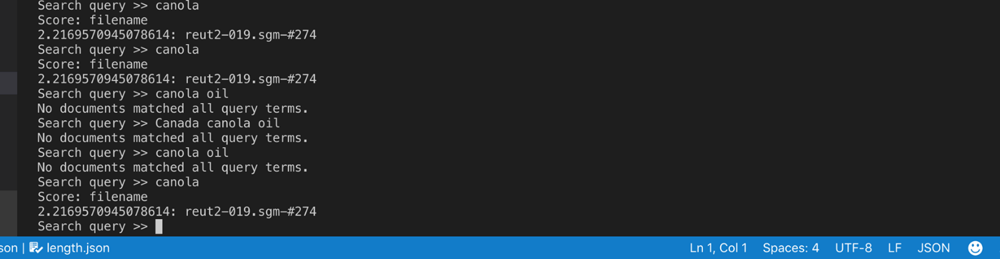 Search query >> canola
Score: filename
2.2169570945078614: reut2-019.sgm-#274
Search query >> canola
Score: filename
2.2169570945078614: reut2-019.sgm-#274
Search query >> canola oil
No documents matched all query terms.
Search query >> Canada canola oil
No documents matched all query terms.
Search query >> canola oil
No documents matched all query terms.
Search query >> canola
Score: filename
2.2169570945078614: reut2-019.sgm-#274
Search query >>
son | length.json Ln 1, Col 1 Spaces: 4 UTF-8 LF JSON